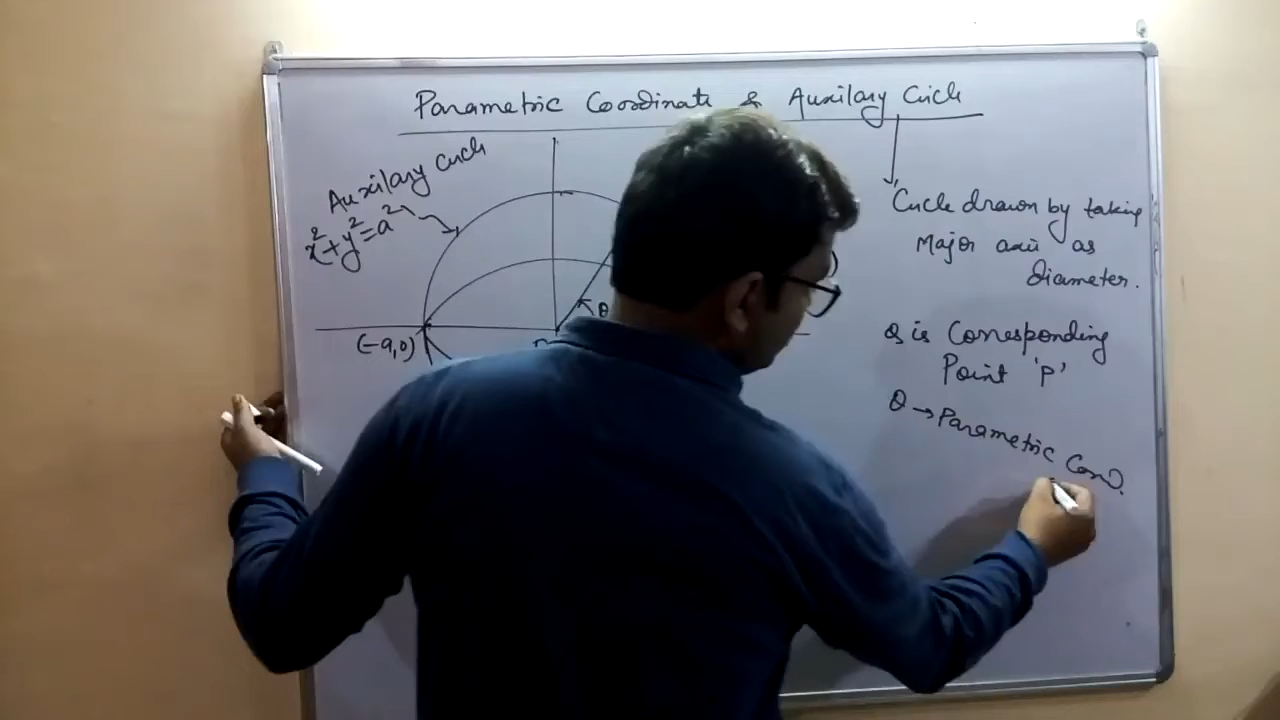 Parametric Coordinate & Auxilary Circle
Auxilary Circle
x²+y²=a²
θ
(-a,0)
Circle drawn by taking
Major axis as
diameter.
Q is Corresponding
Point 'P'
θ → Parametric Cord.